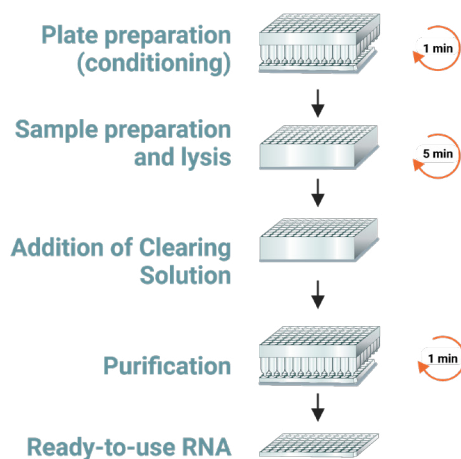 Plate preparation
(conditioning)
1 min
Sample preparation
and lysis
5 min
Addition of Clearing
Solution
Purification
1 min
Ready-to-use RNA